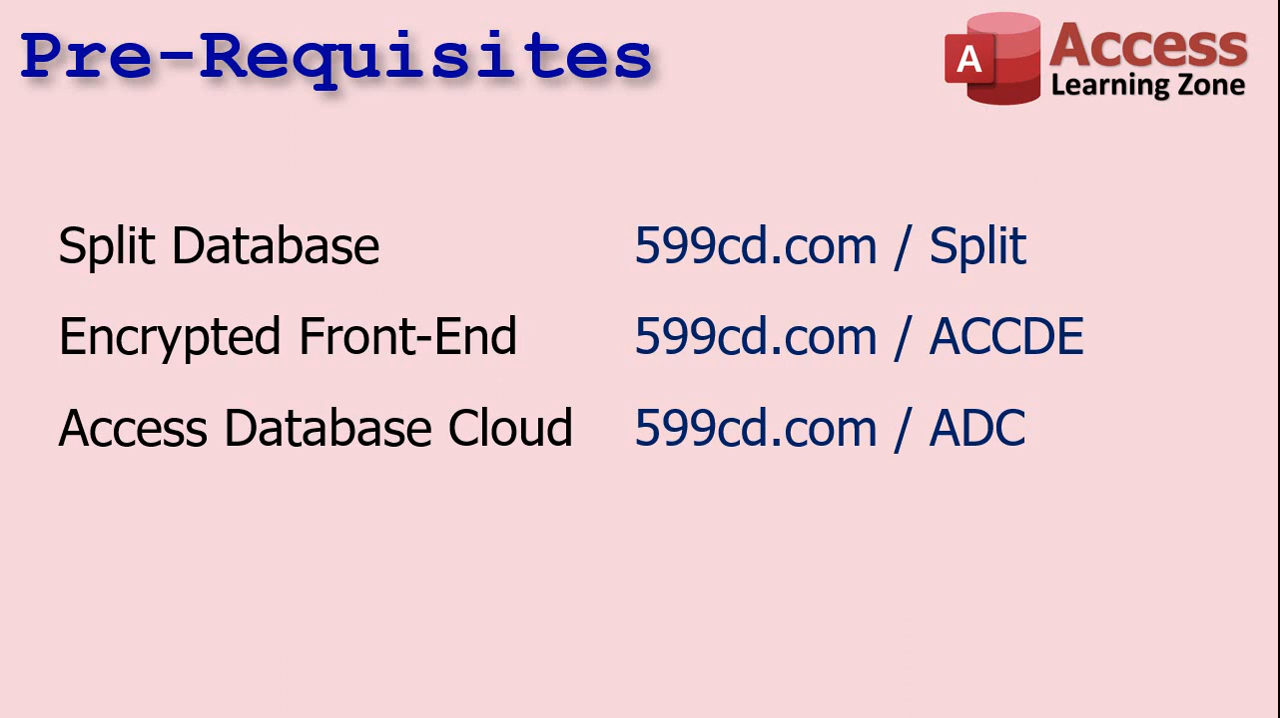 Pre-Requisites
A
Access
Learning Zone
Split Database 599cd.com / Split
Encrypted Front-End 599cd.com / ACCDE
Access Database Cloud 599cd.com / ADC